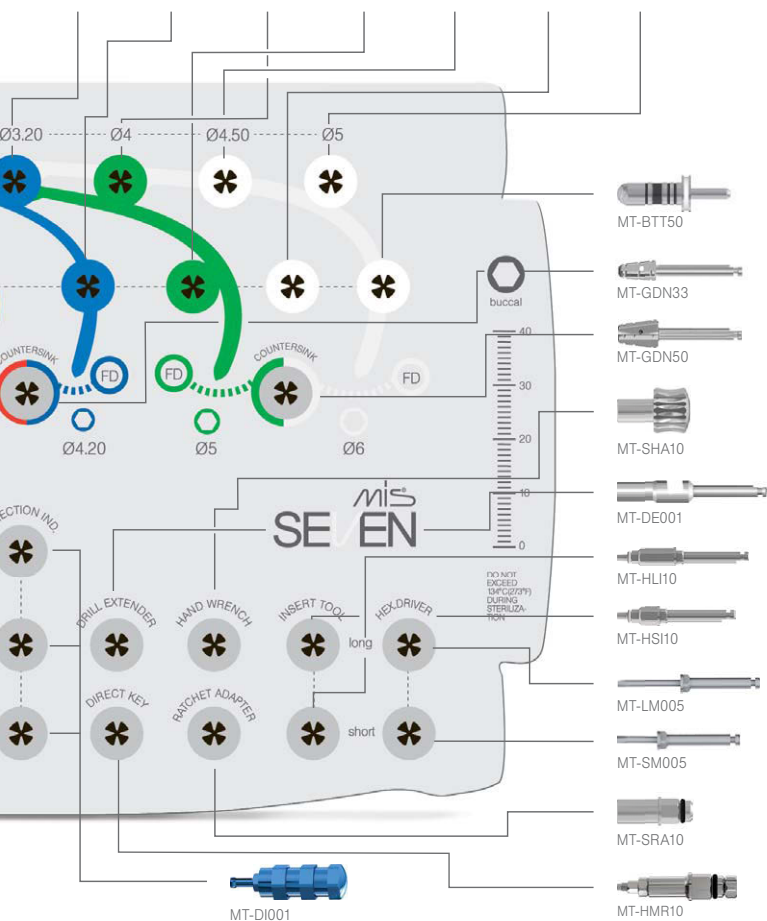 Ø3.20
Ø4
Ø4.50
Ø5
MT-BTT50
MT-GDN33
buccal
MT-GDN50
COUNTERSINK
FD
FD
COUNTERSINK
FD
Ø4.20
Ø5
Ø6
40
30
20
10
0
MT-SHA10
MIS
SEVEN
MT-DE001
DO NOT
EXCEED
134°C(273°F)
DURING
STERILIZA-
TION
MT-HLI10
ECTION IND.
DRILL EXTENDER
HAND WRENCH
INSERT TOOL
HEX.DRIVER
long
MT-HSI10
MT-LM005
DIRECT KEY
RATCHET ADAPTER
short
MT-SM005
MT-SRA10
MT-DI001
MT-HMR10